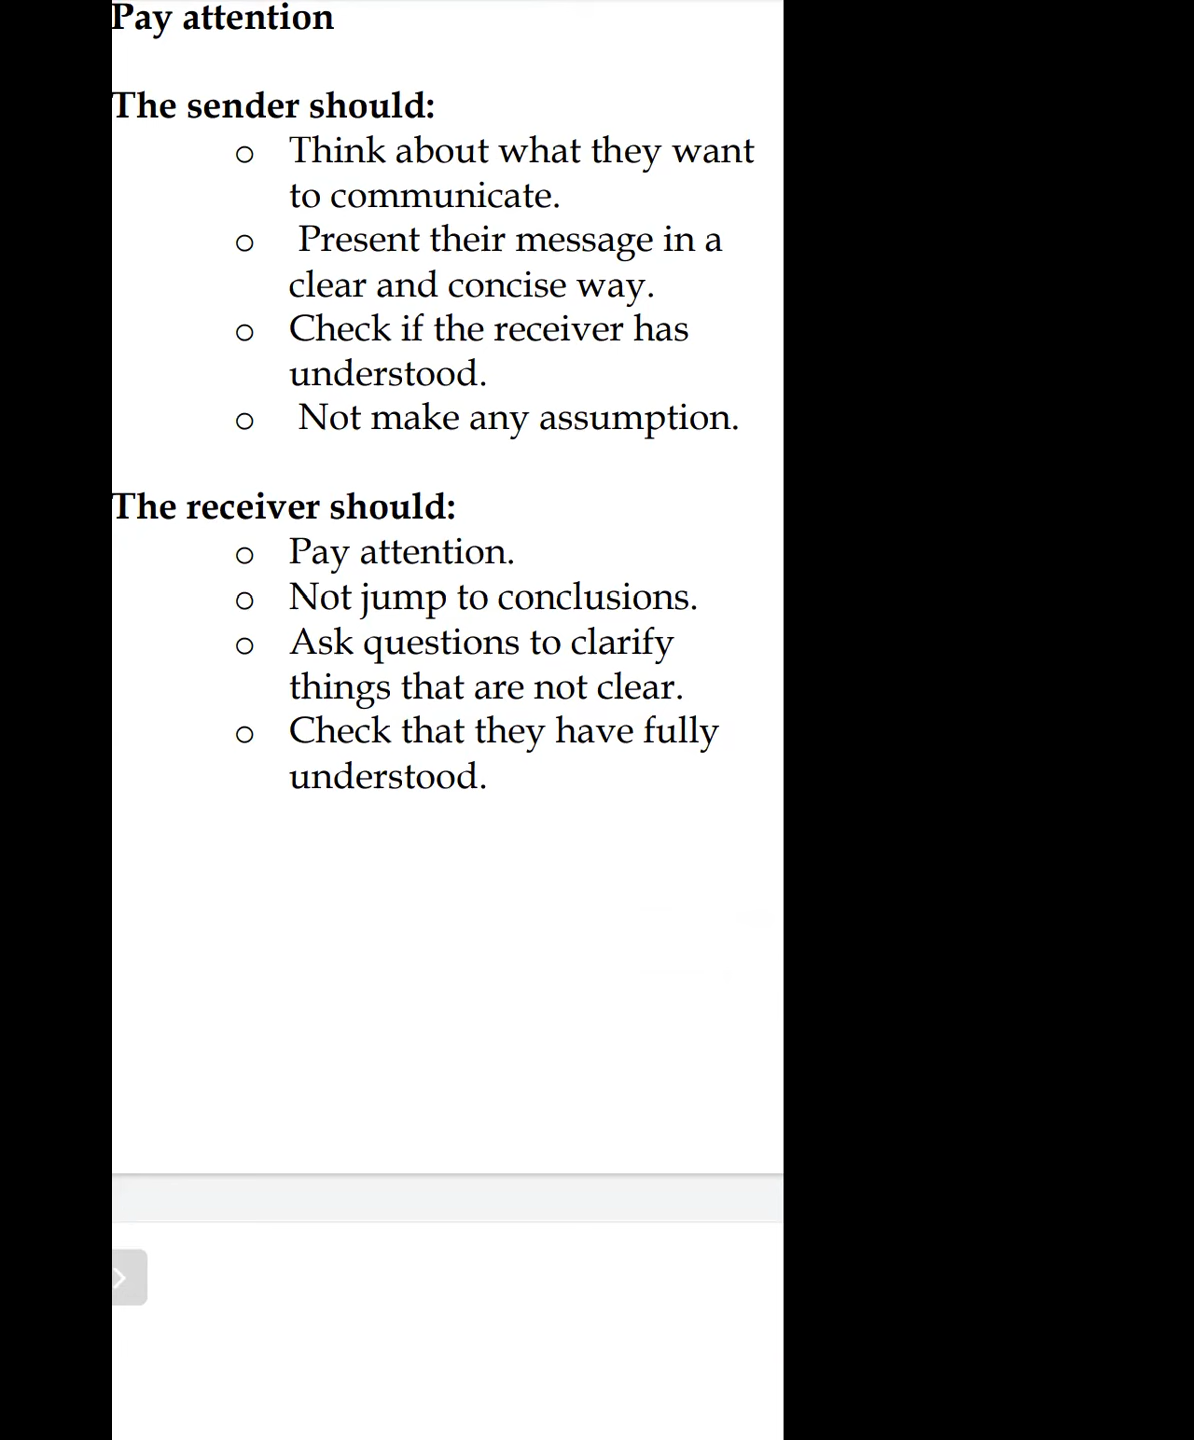 Pay attention
The sender should:
o Think about what they want
to communicate.
o Present their message in a
clear and concise way.
o Check if the receiver has
understood.
o Not make any assumption.
The receiver should:
o Pay attention.
o Not jump to conclusions.
o Ask questions to clarify
things that are not clear.
o Check that they have fully
understood.